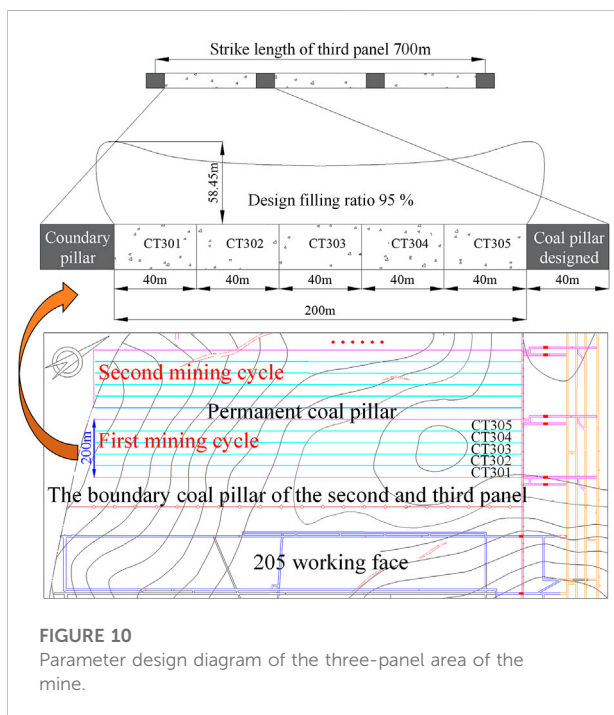 Strike length of third panel 700m
58.45m
Design filling ratio 95 %
Coundary
pillar
CT301
CT302
CT303
CT304
CT305
Coal pillar
designed
40m
40m
40m
40m
40m
40m
200m
Second mining cycle
Permanent coal pillar
First mining cycle
200m
CT305
CT304
CT303
CT302
CT301
The boundary coal pillar of the second and third panel
205 working face
FIGURE 10
Parameter design diagram of the three-panel area of the
mine.